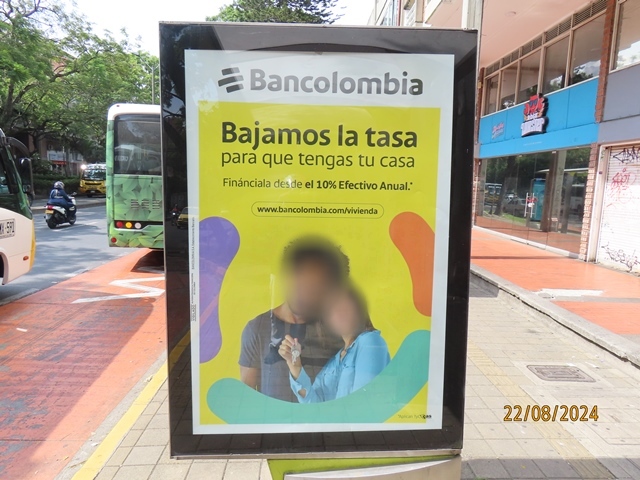 Bancolombia
Bajamos la tasa
para que tengas tu casa
Finánciala desde el 10% Efectivo Anual.*
www.bancolombia.com/vivienda
22/08/2024